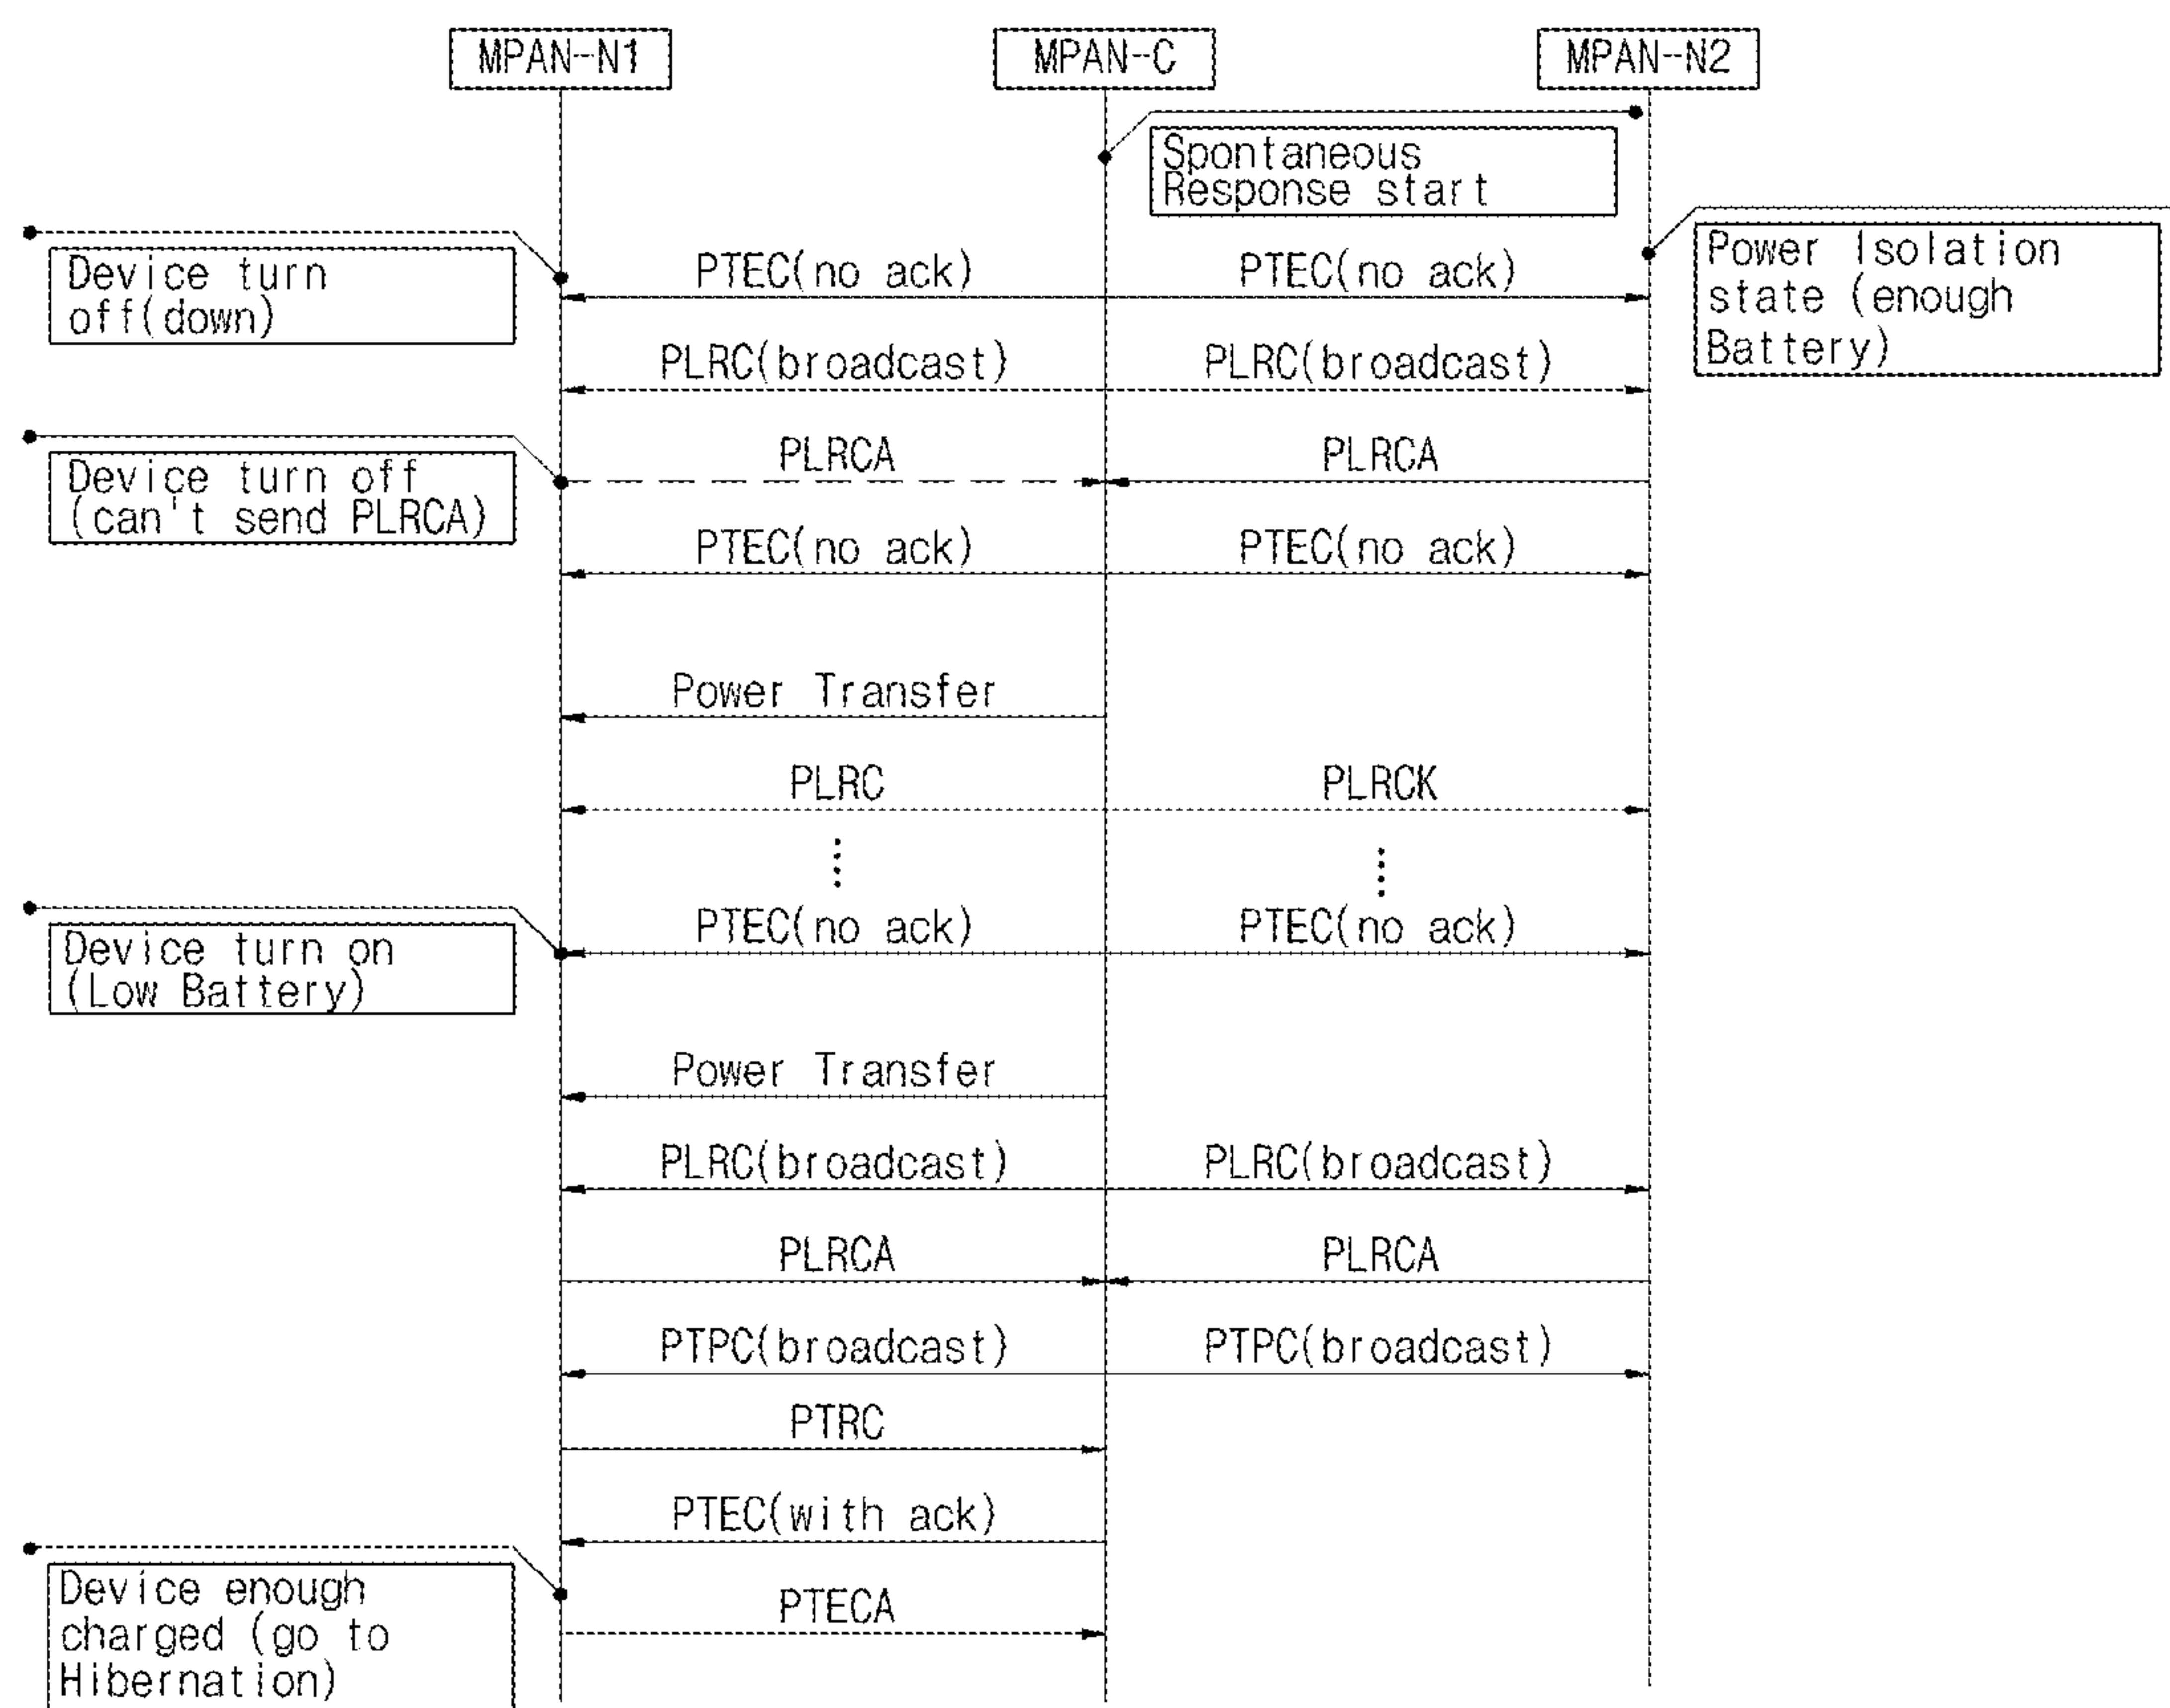 MPAN-N1 MPAN-C MPAN-N2
Spontaneous
Response start
Device turn
off(down)
PTEC(no ack) PTEC(no ack)
Power Isolation
state (enough
Battery)
PLRC(broadcast) PLRC(broadcast)
Device turn off
(can't send PLRCA)
PLRCA PLRCA
PTEC(no ack) PTEC(no ack)
Power Transfer
PLRC PLRCK
Device turn on
(Low Battery)
PTEC(no ack) PTEC(no ack)
Power Transfer
PLRC(broadcast) PLRC(broadcast)
PLRCA PLRCA
PTPC(broadcast) PTPC(broadcast)
PTRC
PTEC(with ack)
Device enough
charged (go to
Hibernation)
PTECA